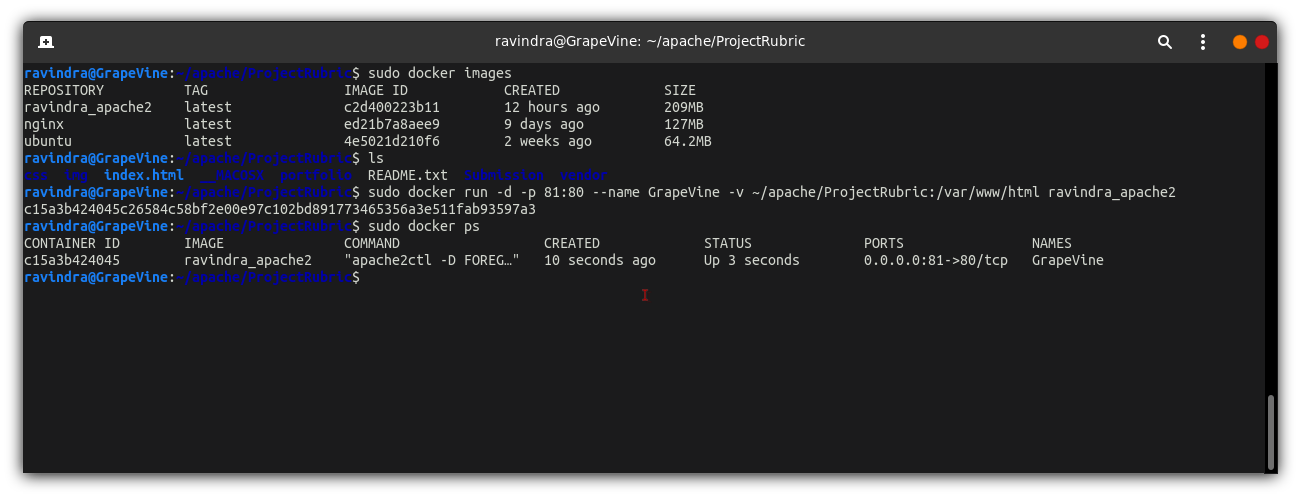 ravindra@GrapeVine: ~/apache/ProjectRubric
ravindra@GrapeVine:~/apache/ProjectRubric$ sudo docker images
REPOSITORY          TAG                 IMAGE ID            CREATED             SIZE
ravindra_apache2    latest              c2d400223b11        12 hours ago        209MB
nginx               latest              ed21b7a8aee9        9 days ago          127MB
ubuntu              latest              4e5021d210f6        2 weeks ago         64.2MB
ravindra@GrapeVine:~/apache/ProjectRubric$ ls
css  img  index.html  __MACOSX  portfolio  README.txt  Submission  vendor
ravindra@GrapeVine:~/apache/ProjectRubric$ sudo docker run -d -p 81:80 --name GrapeVine -v ~/apache/ProjectRubric:/var/www/html ravindra_apache2
c15a3b424045c26584c58bf2e00e97c102bd891773465356a3e511fab93597a3
ravindra@GrapeVine:~/apache/ProjectRubric$ sudo docker ps
CONTAINER ID        IMAGE               COMMAND                  CREATED             STATUS              PORTS                NAMES
c15a3b424045        ravindra_apache2    "apache2ctl -D FOREG…"   10 seconds ago      Up 3 seconds        0.0.0.0:81->80/tcp   GrapeVine
ravindra@GrapeVine:~/apache/ProjectRubric$